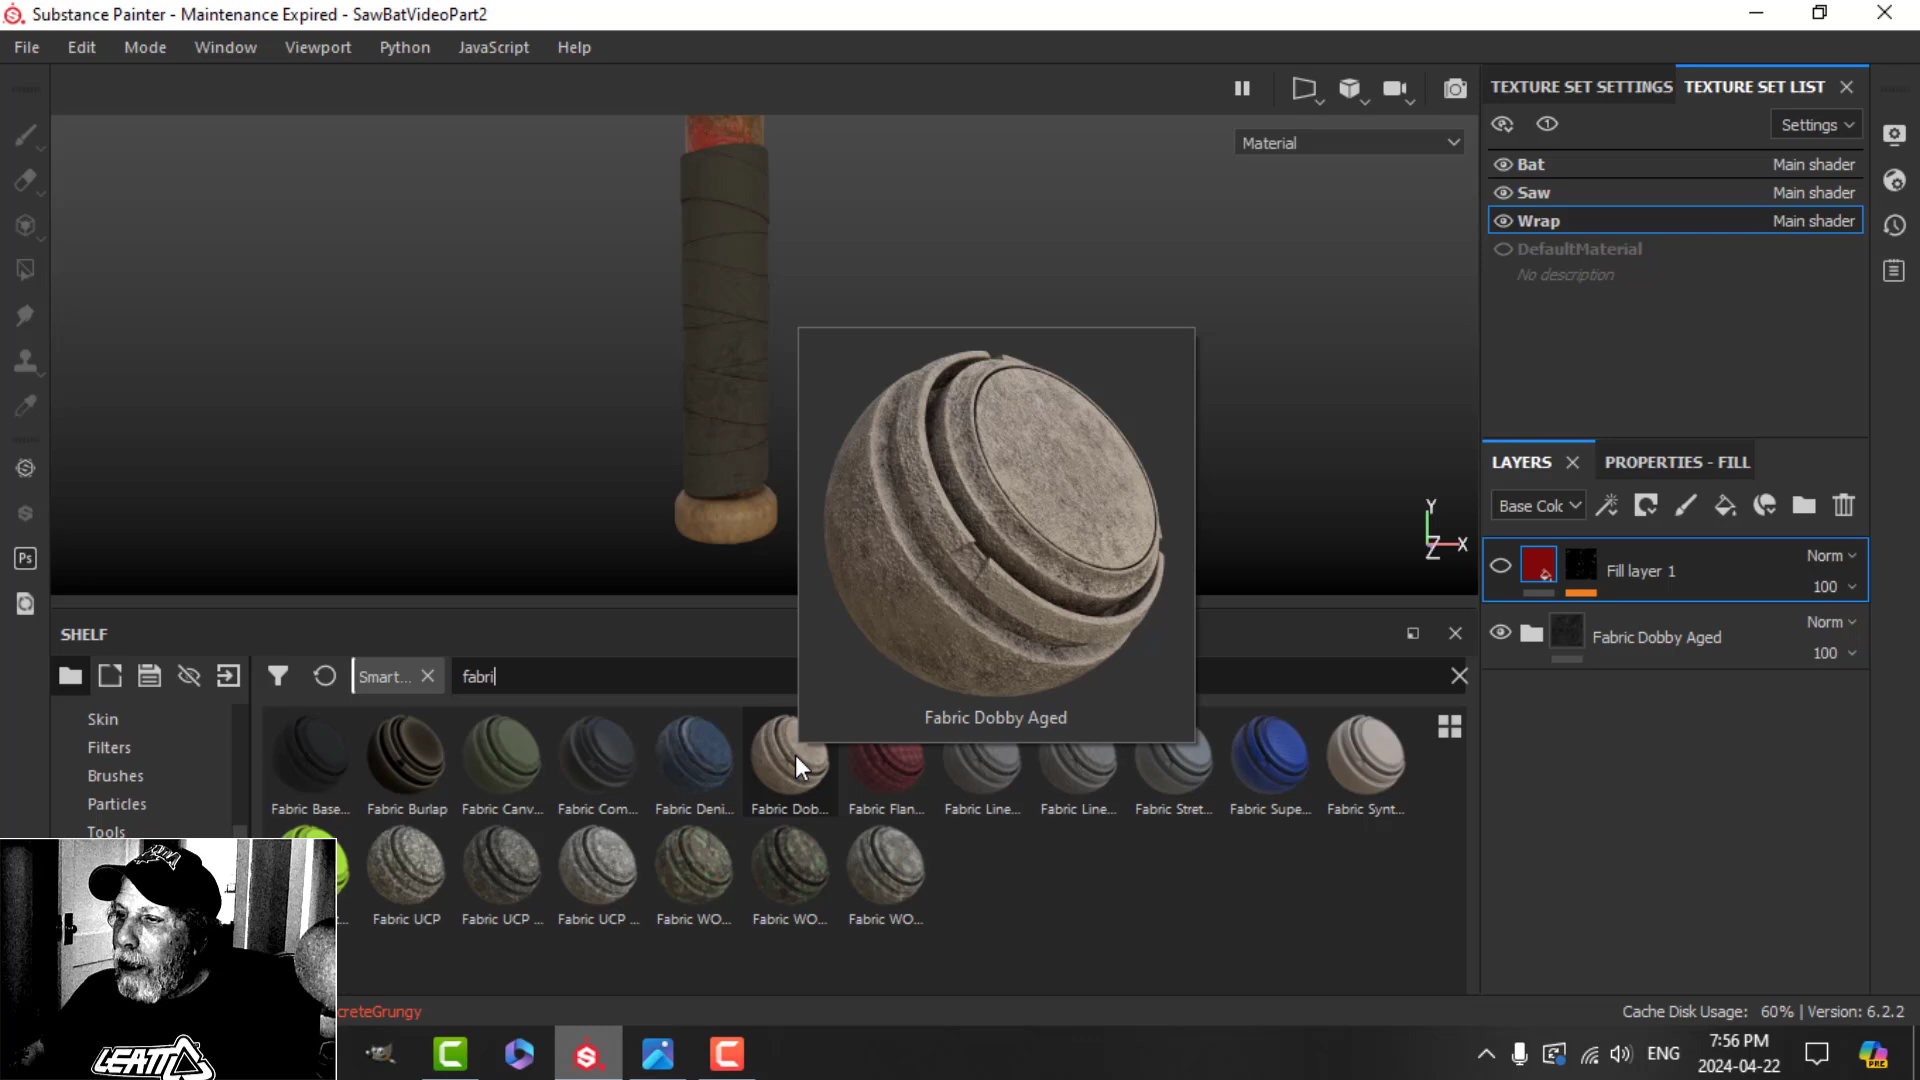 Substance Painter - Maintenance Expired - SawBatVideoPart2
File Edit Mode Window Viewport Python JavaScript Help
TEXTURE SET SETTINGS TEXTURE SET LIST
Material
Settings
Bat Main shader
Saw Main shader
Wrap Main shader
DefaultMaterial
No description
Y
Z X
LAYERS PROPERTIES - FILL
Base Colc
Norm
Fill layer 1
100
Norm
Fabric Dobby Aged
100
Ps
SHELF
Smart... fabri
Fabric Dobby Aged
Skin
Filters
Brushes
Particles
Tools
Fabric Base... Fabric Burlap Fabric Canv... Fabric Com... Fabric Deni... Fabric Dob... Fabric Flan... Fabric Line... Fabric Line... Fabric Stret... Fabric Supe... Fabric Synt...
Fabric UCP Fabric UCP ... Fabric UCP ... Fabric WO... Fabric WO... Fabric WO...
creteGrungy
Cache Disk Usage: 60% | Version: 6.2.2
LEATT
ENG
7:56 PM
2024-04-22
PRE